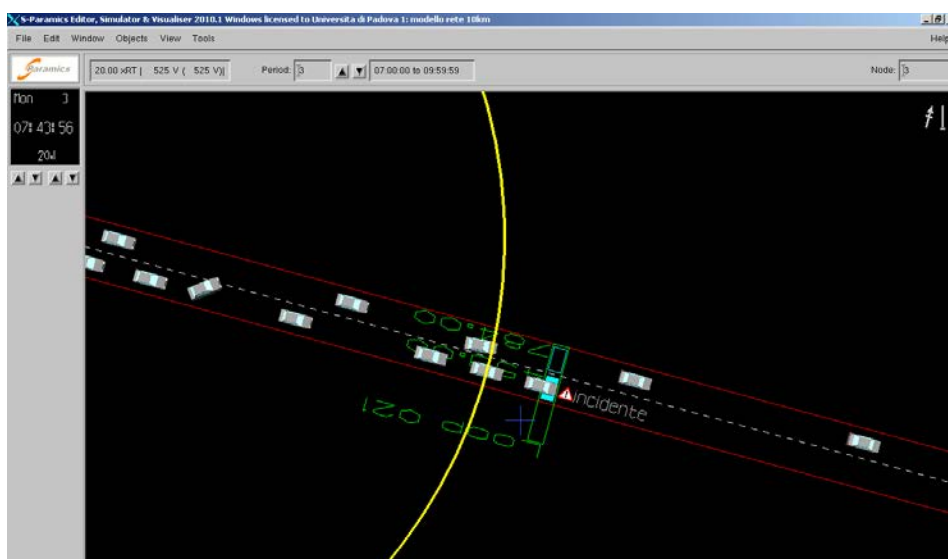 S-Paramics Editor, Simulator & Visualiser 2010.1 Windows licensed to Universita di Padova 1: modello rete 10km
File Edit Window Objects View Tools Help
Paramics
20.00 xRT | 525 V ( 525 V)|
Period: 3
07:00:00 to 09:59:59
Node: 3
Mon 3
07:43:56
incidente